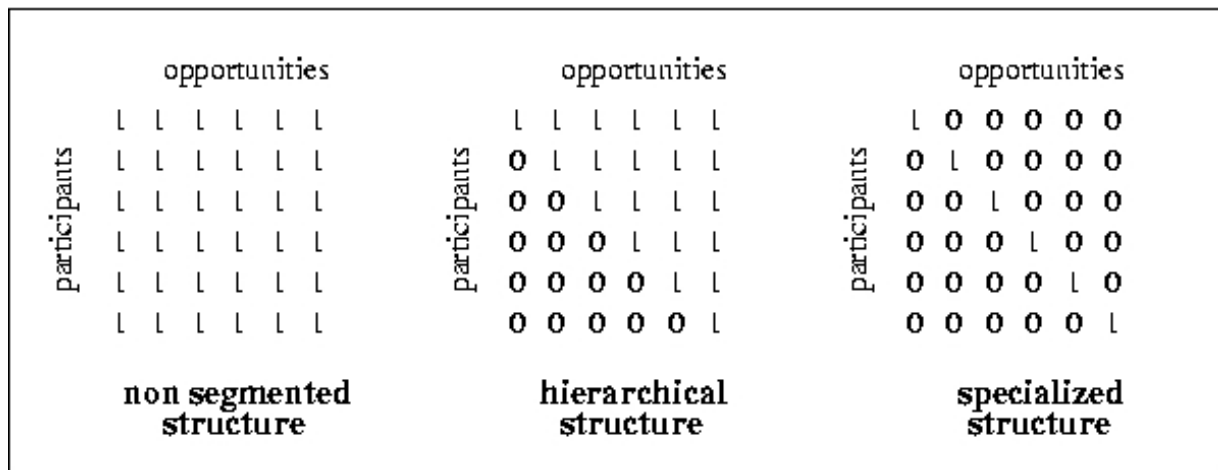 opportunities opportunities opportunities
participants participants participants
l l l l l l l l l l l l l 0 0 0 0 0
l l l l l l 0 l l l l l 0 l 0 0 0 0
l l l l l l 0 0 l l l l 0 0 l 0 0 0
l l l l l l 0 0 0 l l l 0 0 0 l 0 0
l l l l l l 0 0 0 0 l l 0 0 0 0 l 0
l l l l l l 0 0 0 0 0 l 0 0 0 0 0 l
non segmented hierarchical specialized
structure structure structure